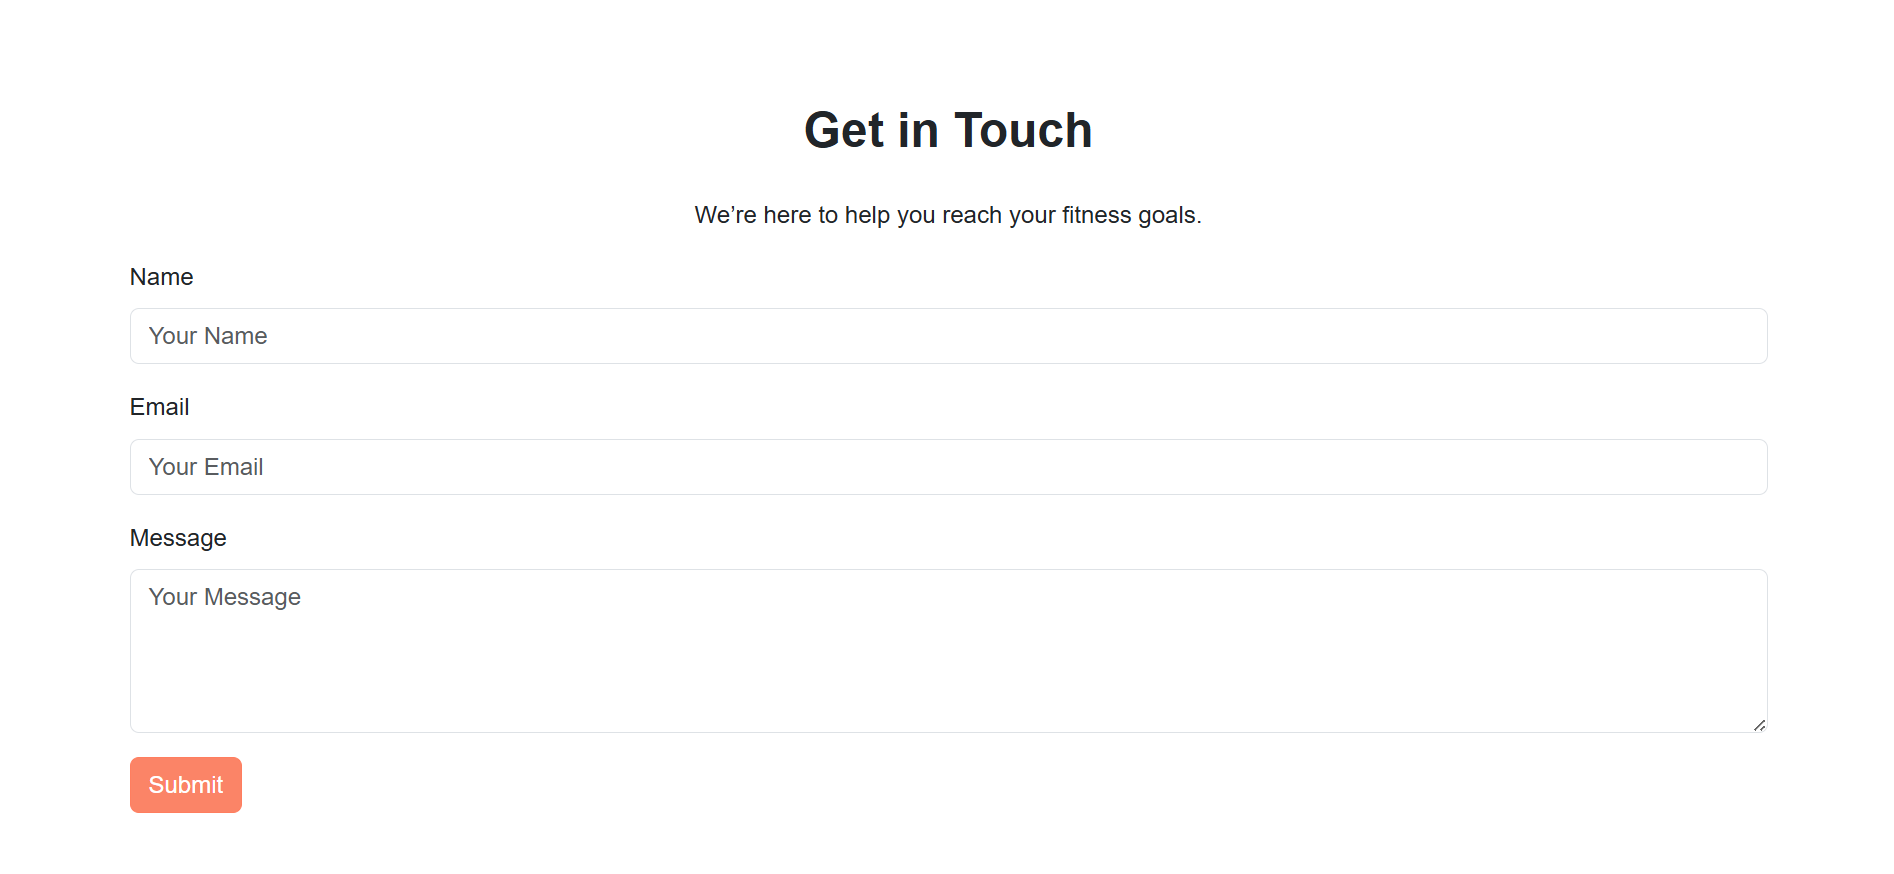 Get in Touch
We’re here to help you reach your fitness goals.
Name
Your Name
Email
Your Email
Message
Your Message
Submit